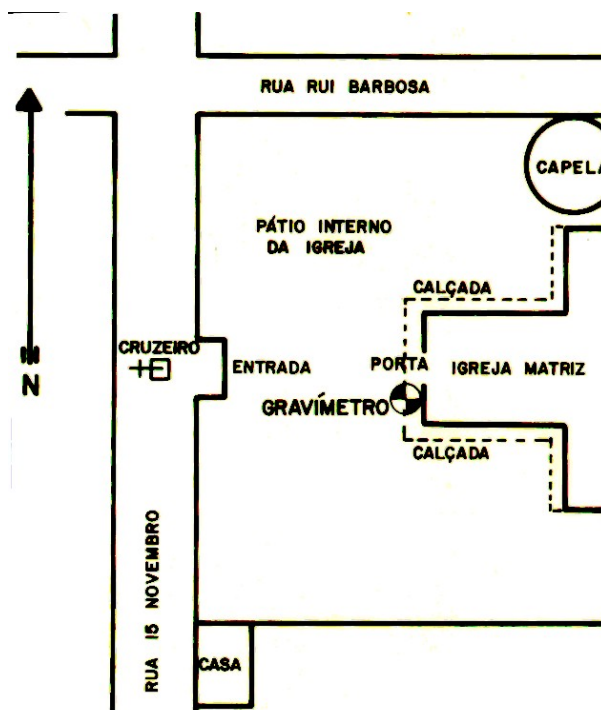 RUA RUI BARBOSA
CAPELA
PÁTIO INTERNO
DA IGREJA
CALÇADA
CRUZEIRO
ENTRADA
PORTA
IGREJA MATRIZ
N
GRAVÍMETRO
CALÇADA
RUA 15 NOVEMBRO
CASA